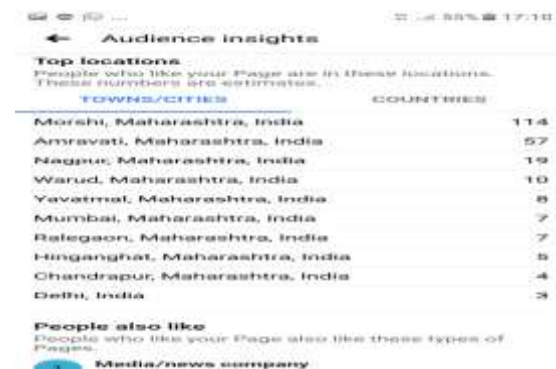 17:10
Audience insights
Top locations
People who like your Page are in these locations.
These numbers are estimates.
TOWNS/CITIES COUNTRIES
Morshi, Maharashtra, India 114
Amravati, Maharashtra, India 57
Nagpur, Maharashtra, India 19
Warud, Maharashtra, India 10
Yavatmal, Maharashtra, India 8
Mumbai, Maharashtra, India 7
Ralegaon, Maharashtra, India 7
Hinganghat, Maharashtra, India 5
Chandrapur, Maharashtra, India 4
Delhi, India 3
People also like
People who like your Page also like these types of
Pages.
Media/news company